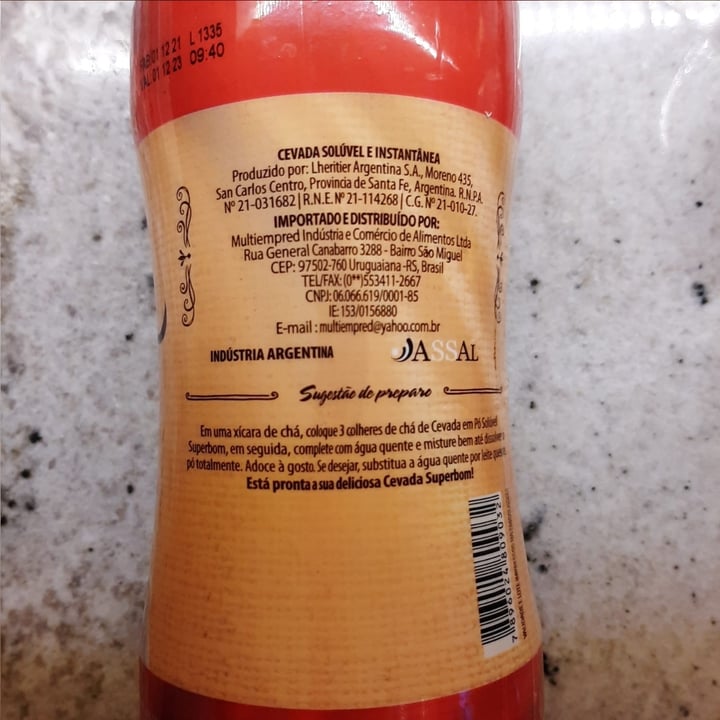 FAB 01 12 21 L 1335
VAL 01 12 23 09:40
CEVADA SOLÚVEL E INSTANTÂNEA
Produzido por: Lheritier Argentina S.A., Moreno 435,
San Carlos Centro, Provincia de Santa Fe, Argentina. R.N.P.A.
Nº 21-031682 | R.N.E. Nº 21-114268 | C.G. Nº 21-010-27.
IMPORTADO E DISTRIBUÍDO POR:
Multiempred Indústria e Comércio de Alimentos Ltda
Rua General Canabarro 3288 - Bairro São Miguel
CEP: 97502-760 Uruguaiana -RS, Brasil
TEL/FAX: (0**)553411-2667
CNPJ: 06.066.619/0001-85
IE: 153/0156880
E-mail : multiempred@yahoo.com.br
INDÚSTRIA ARGENTINA
ASSAL
Sugestão de preparo
Em uma xícara de chá, coloque 3 colheres de chá de Cevada em Pó Solúvel
Superbom, em seguida, complete com água quente e misture bem até dissolver o
pó totalmente. Adoce à gosto. Se desejar, substitua a água quente por leite
Está pronta a sua deliciosa Cevada Superbom!
7896024809032